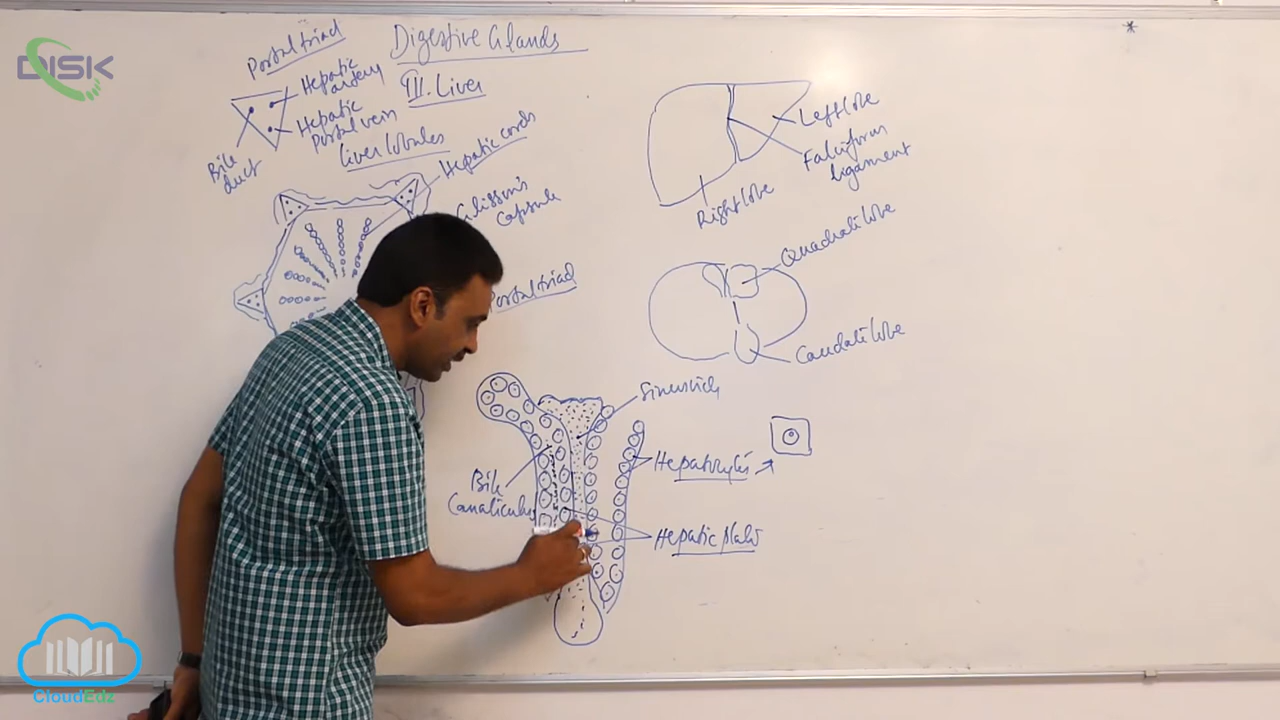 DISK
Portal triad
Digestive Glands
III. Liver
Hepatic
artery
Hepatic
Portal vein
Bile
duct
Liver lobules
Hepatic cords
Glisson's
Capsule
Portal triad
Left lobe
Falciform
ligament
Right lobe
Quadrate lobe
Caudate lobe
Sinusoids
Bile
Canaliculus
Hepatocytes
Hepatic plates
CloudEdz